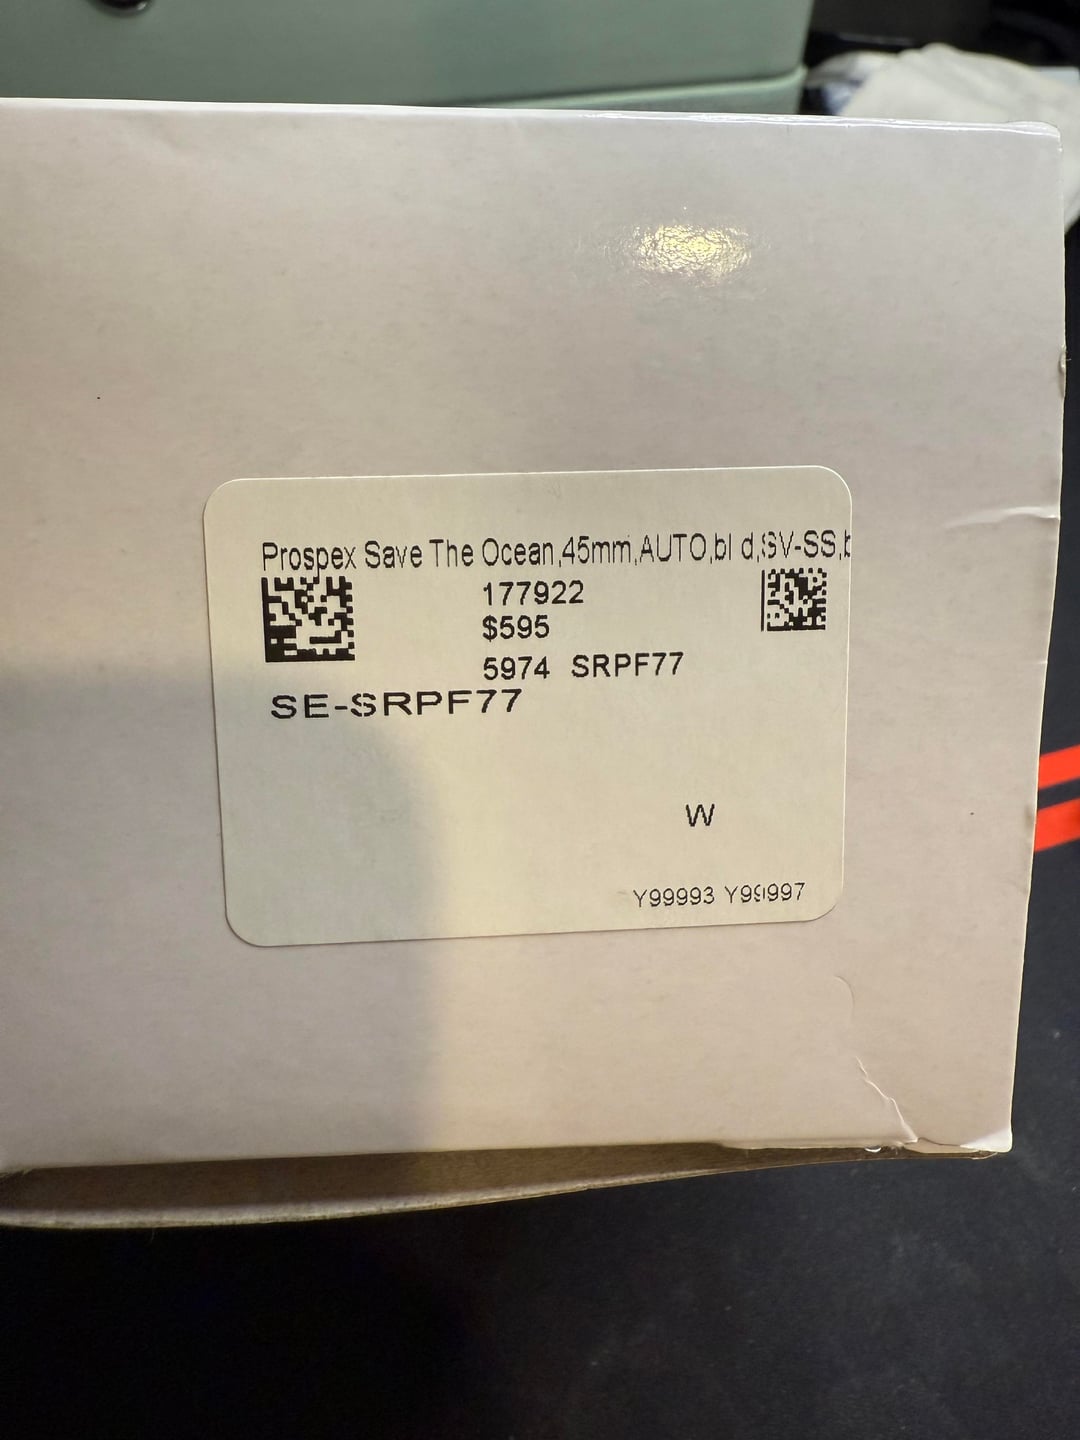 Prospex Save The Ocean,45mm,AUTO,bl d,SV-SS,b
177922
$595
5974 SRPF77
SE-SRPF77
W
Y99993 Y99997